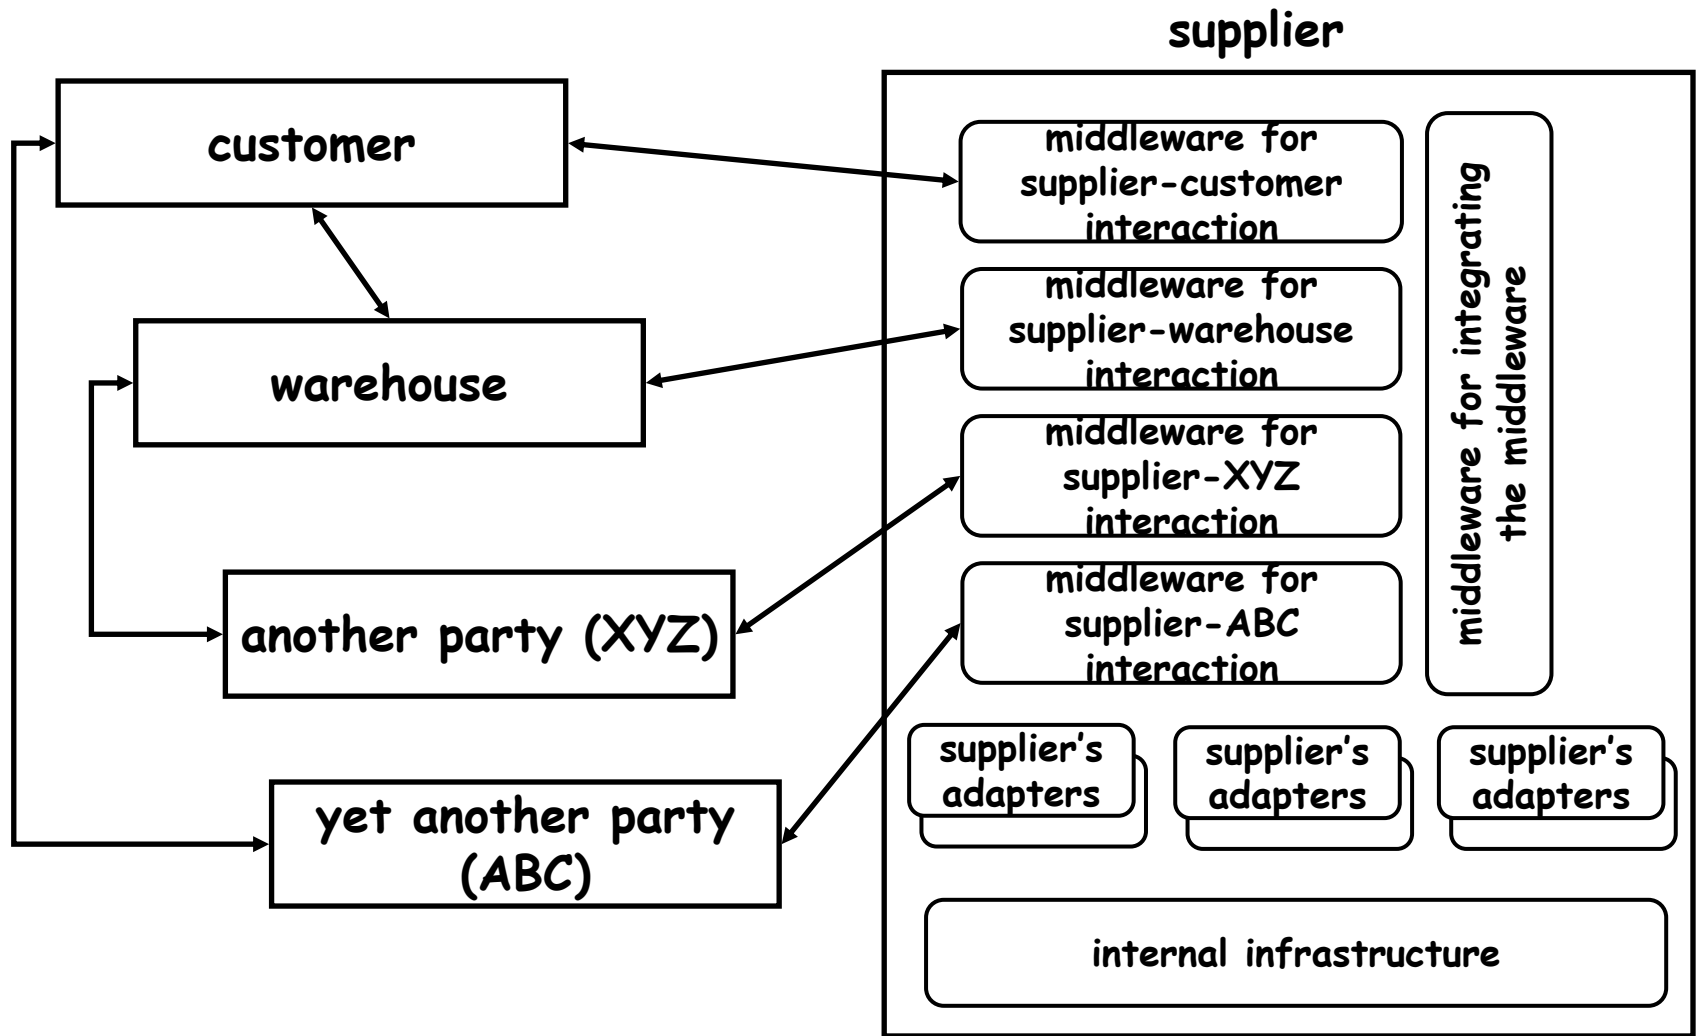 supplier
customer
warehouse
another party (XYZ)
yet another party
(ABC)
middleware for
supplier-customer
interaction
middleware for
supplier-warehouse
interaction
middleware for
supplier-XYZ
interaction
middleware for
supplier-ABC
interaction
middleware for integrating
the middleware
supplier's
adapters
supplier's
adapters
supplier's
adapters
internal infrastructure